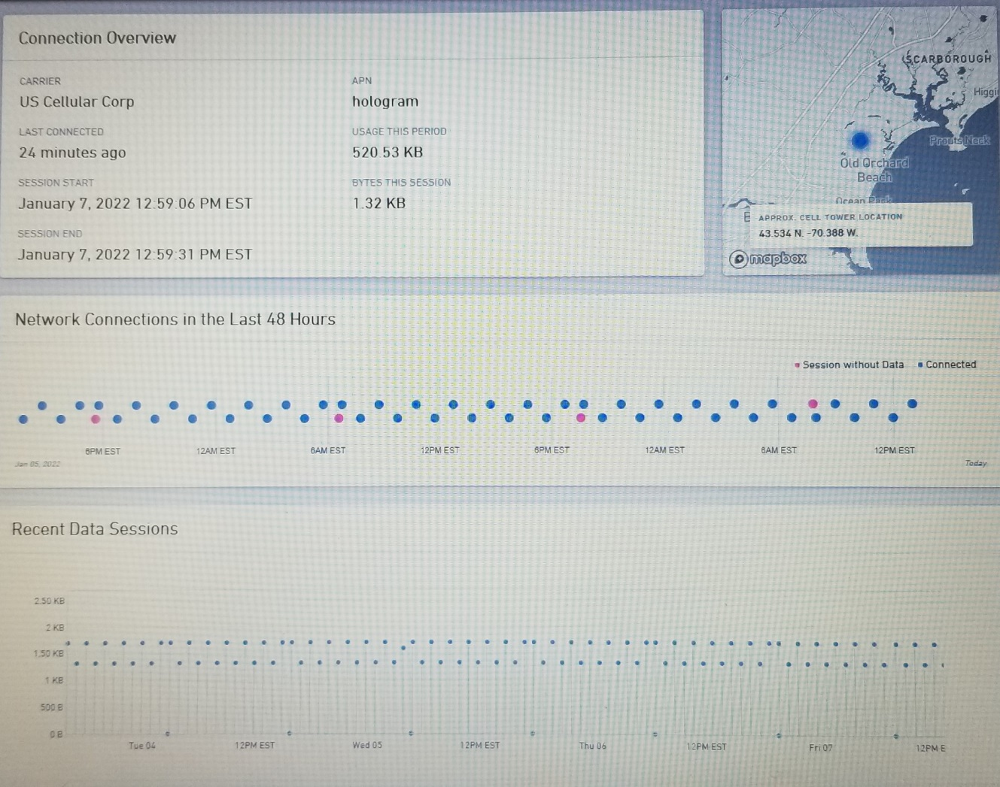 Connection Overview
CARRIER
US Cellular Corp
APN
hologram
LAST CONNECTED
24 minutes ago
USAGE THIS PERIOD
520.53 KB
SESSION START
January 7, 2022 12:59:06 PM EST
BYTES THIS SESSION
1.32 KB
SESSION END
January 7, 2022 12:59:31 PM EST
SCARBOROUGH
Higgi
Prouts Neck
Old Orchard
Beach
Ocean Park
APPROX. CELL TOWER LOCATION
43.534 N. -70.388 W.
mapbox
Network Connections in the Last 48 Hours
Session without Data Connected
6PM EST 12AM EST 6AM EST 12PM EST 6PM EST 12AM EST 6AM EST 12PM EST
Jan 05, 2022 Today
Recent Data Sessions
2.50 KB
2 KB
1.50 KB
1 KB
500 B
0 B
Tue 04 12PM EST Wed 05 12PM EST Thu 06 12PM EST Fri 07 12PM E